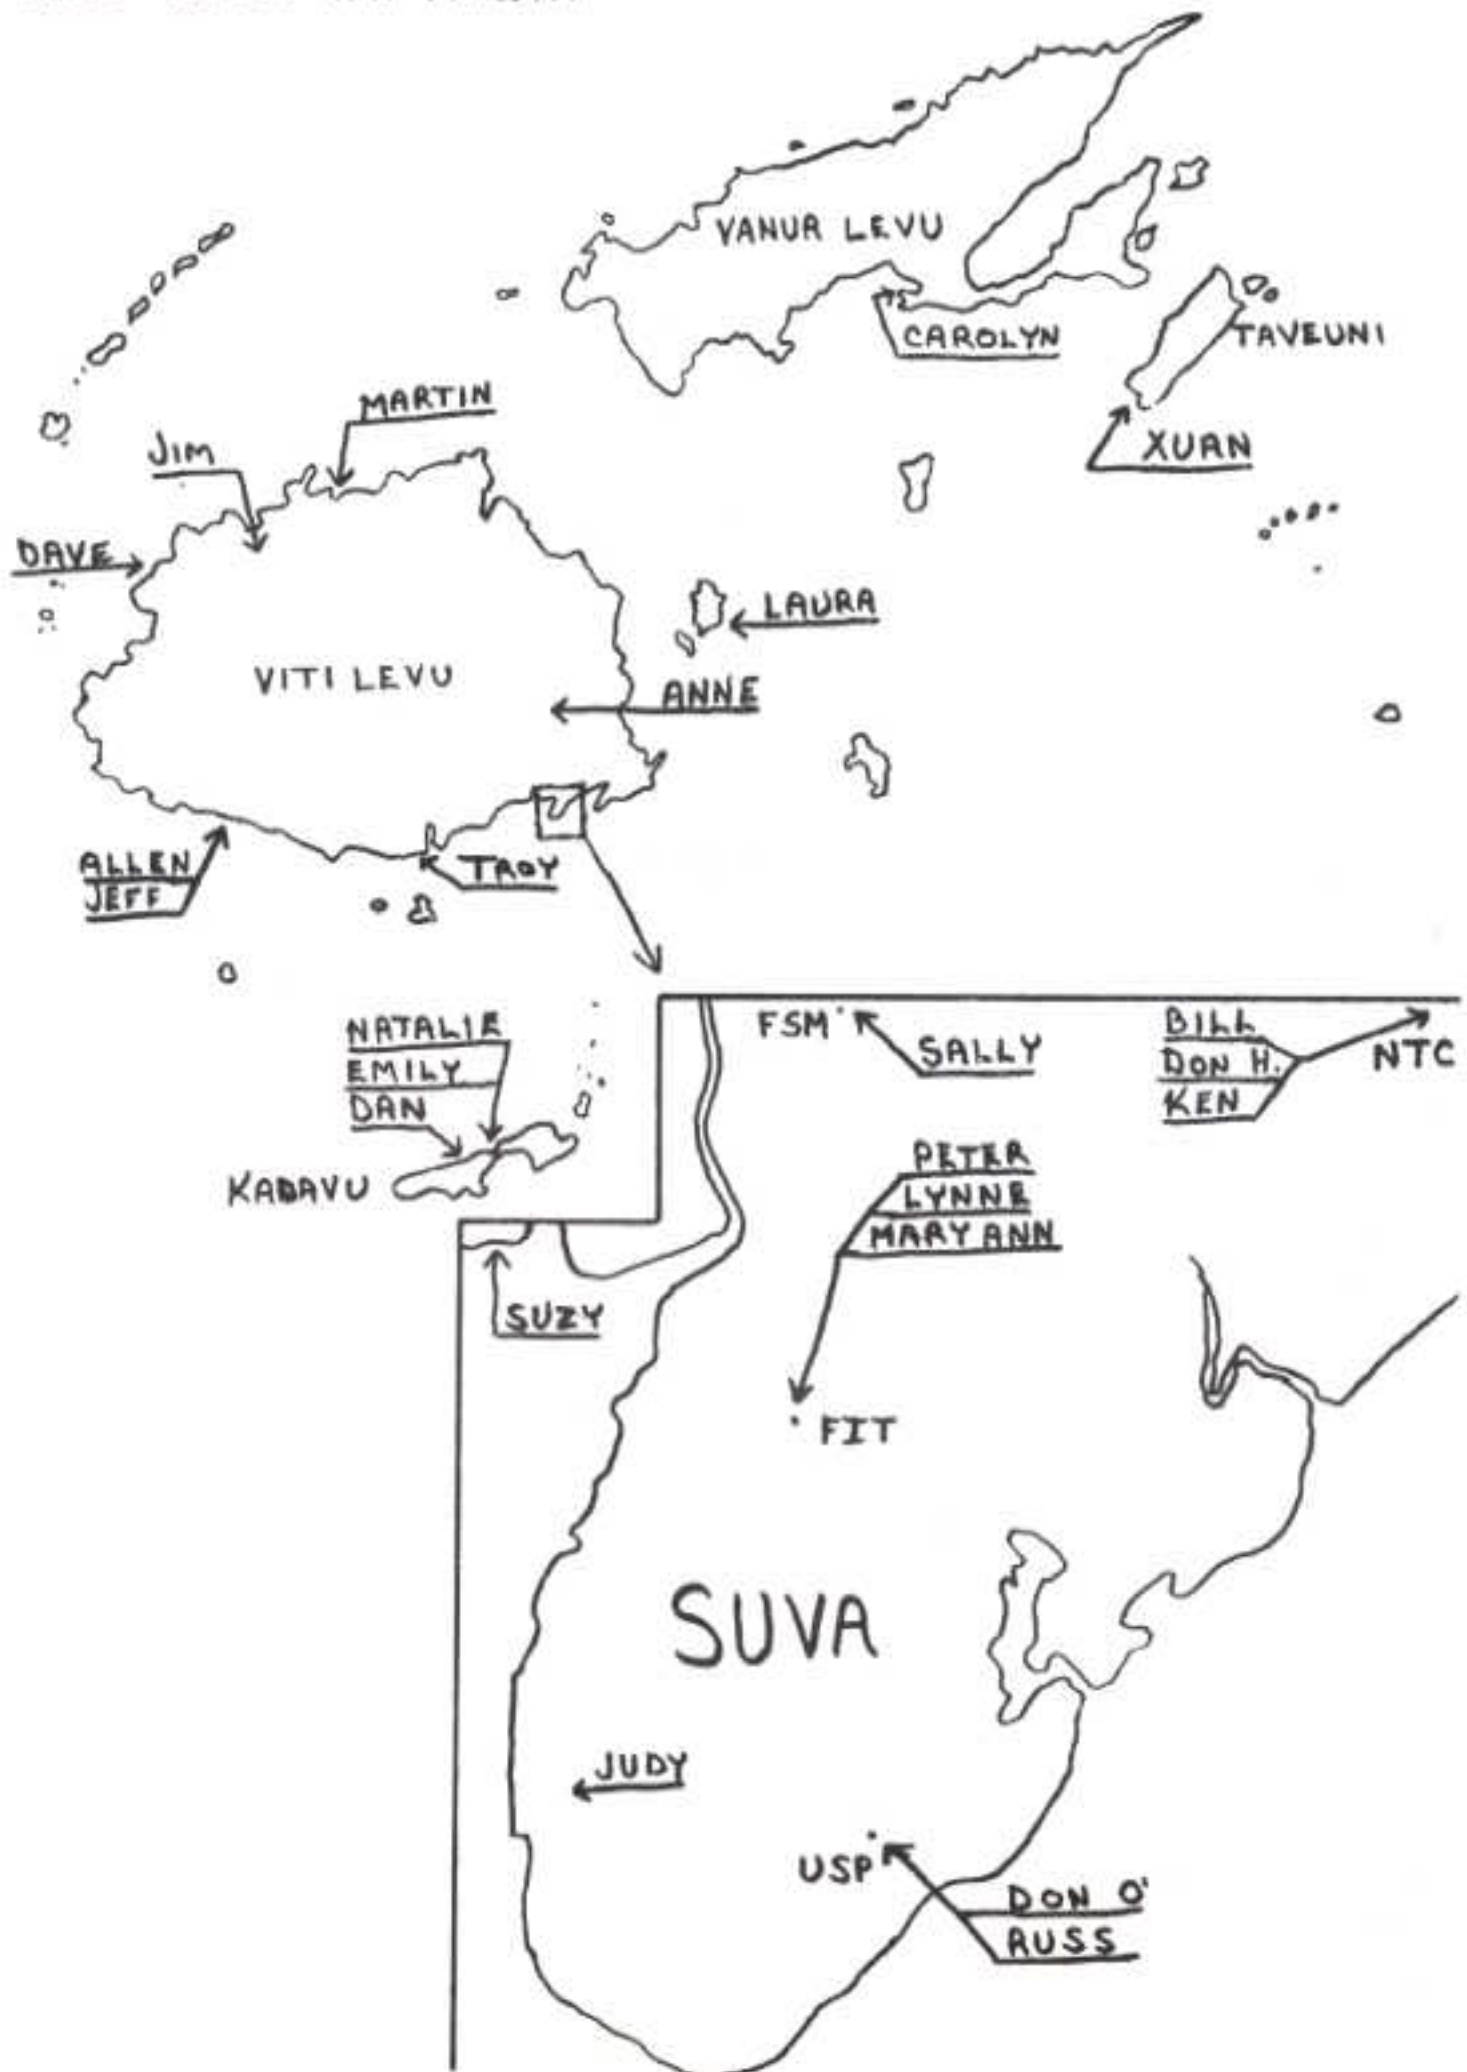 VANUR LEVU
CAROLYN
TAVEUNI
XUAN
MARTIN
JIM
DAVE
LAURA
VITI LEVU
ANNE
ALLEN
JEFF
TROY
NATALIE
EMILY
DAN
KADAVU
FSM
SALLY
BILL
DON H.
KEN
NTC
PETER
LYNNE
MARY ANN
SUZY
FIT
SUVA
JUDY
USP
DON O'
RUSS